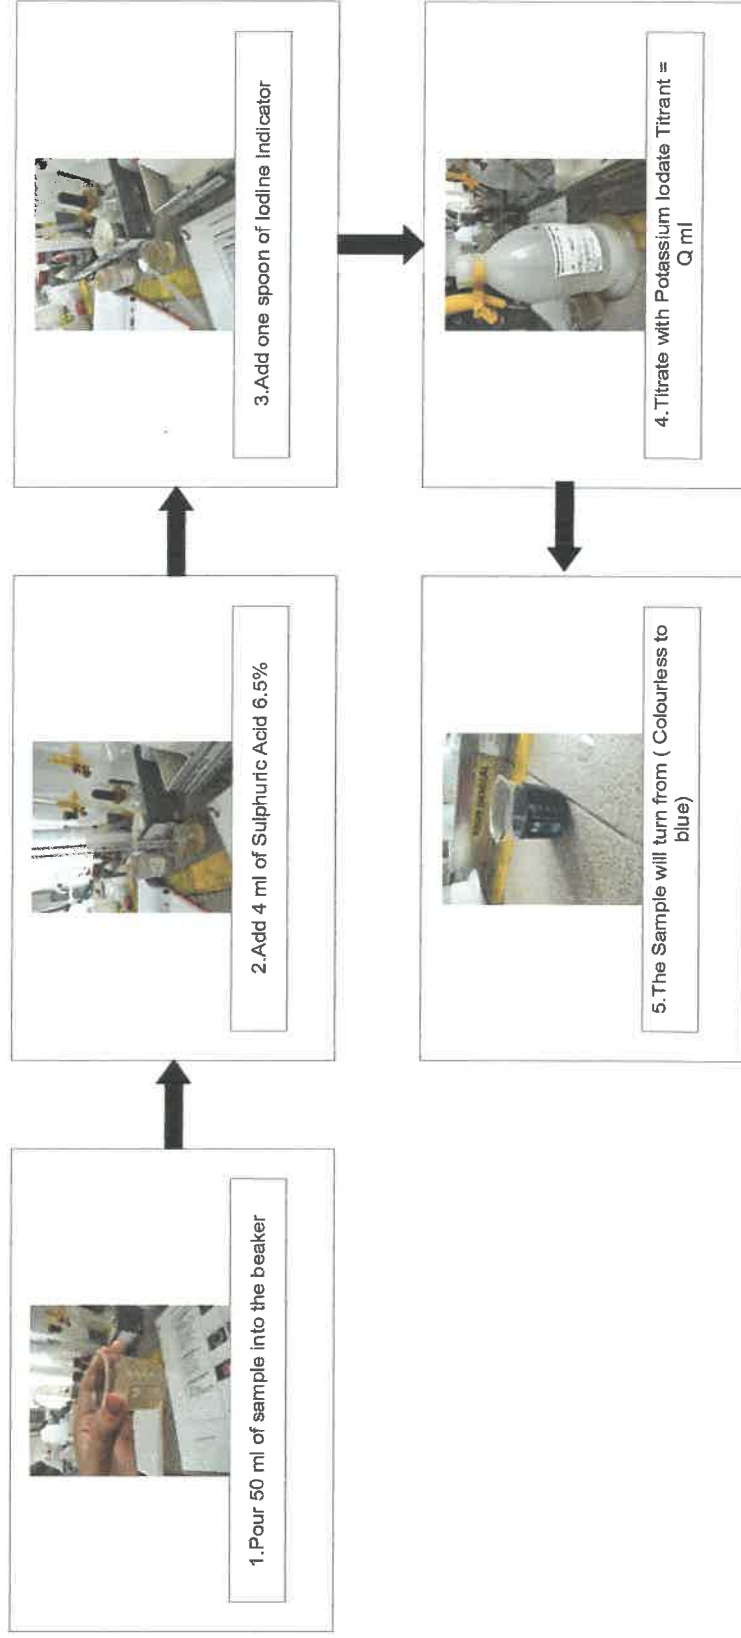 1.Pour 50 ml of sample into the beaker
2.Add 4 ml of Sulphuric Acid 6.5%
3.Add one spoon of Iodine Indicator
4.Titrate with Potassium Iodate Titrant =
Q ml
5.The Sample will turn from ( Colourless to
blue)